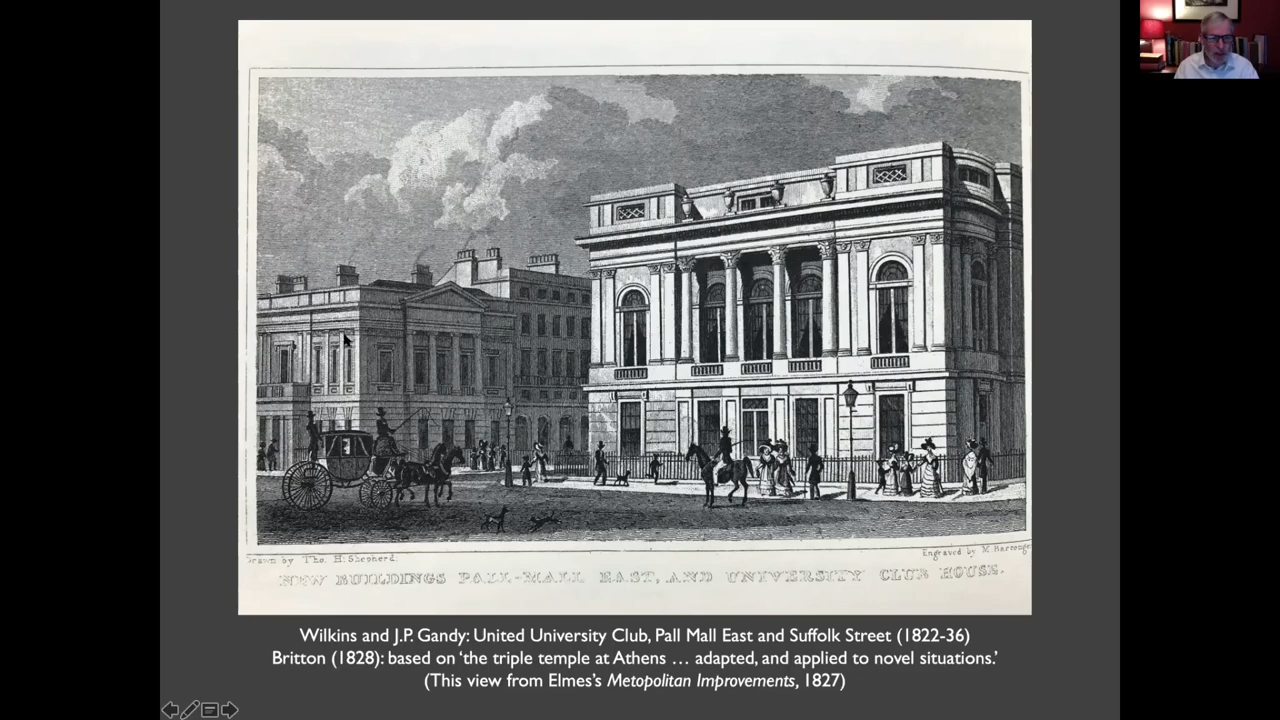 Drawn by Tho. H. Shepherd.
Engraved by M. Barrenger
NEW BUILDINGS PALL-MALL EAST, AND UNIVERSITY CLUB HOUSE.
Wilkins and J.P. Gandy: United University Club, Pall Mall East and Suffolk Street (1822-36)
Britton (1828): based on ‘the triple temple at Athens … adapted, and applied to novel situations.’
(This view from Elmes’s Metopolitan Improvements, 1827)